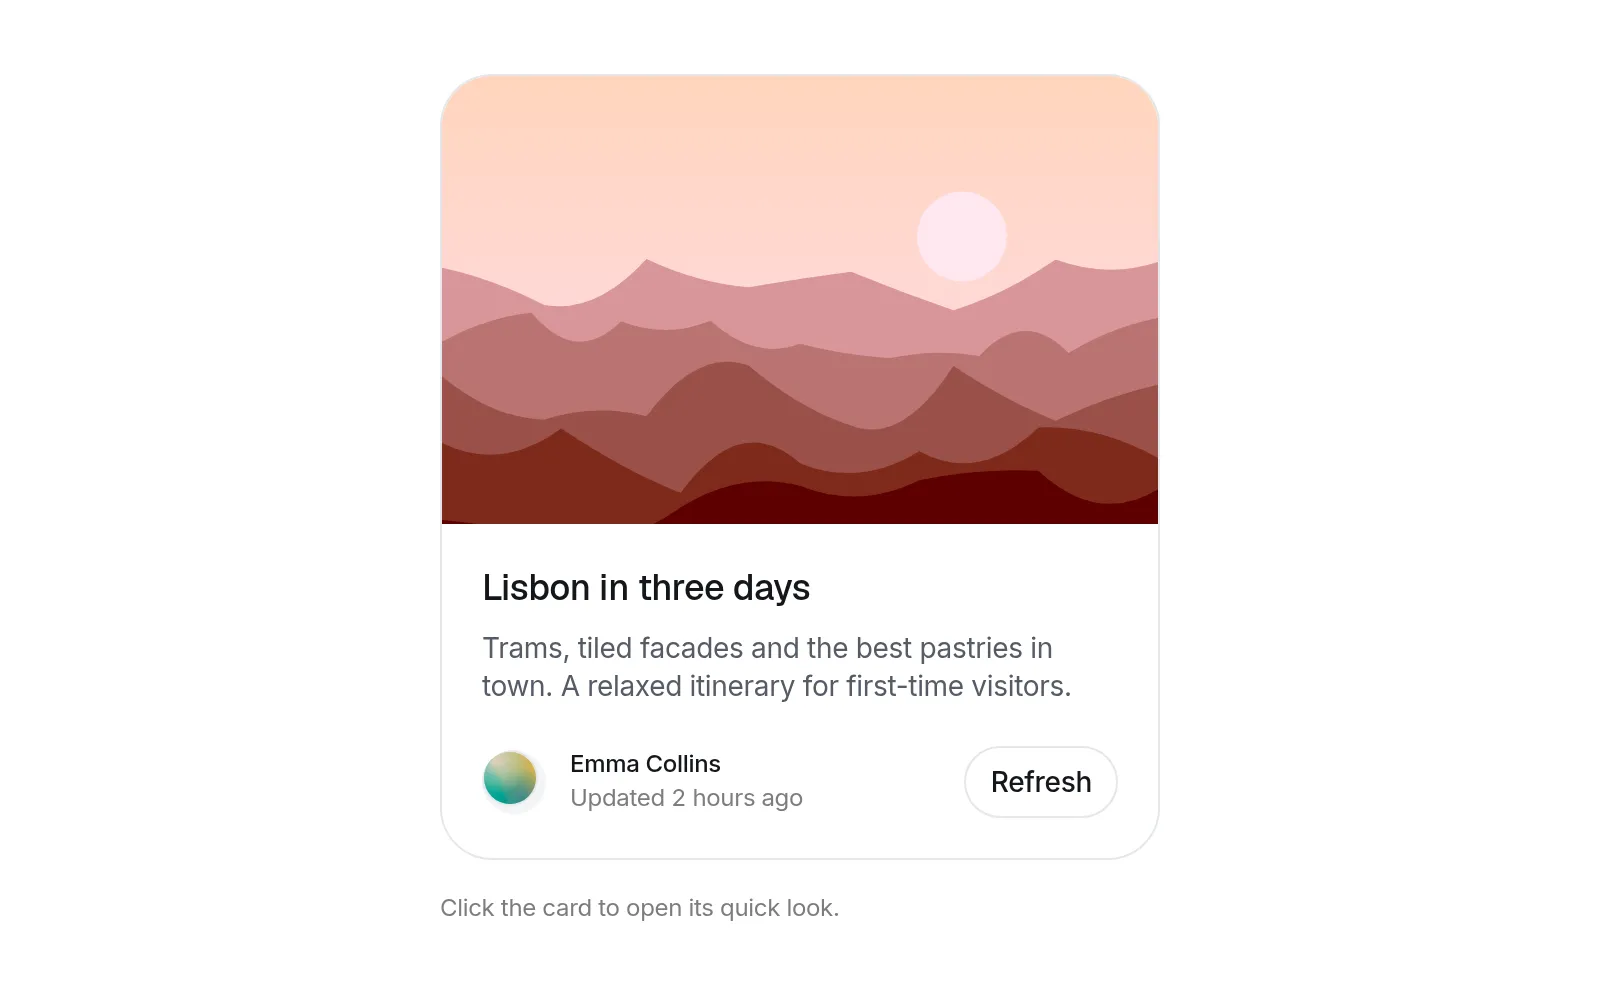 Lisbon in three days
Trams, tiled facades and the best pastries in
town. A relaxed itinerary for first-time visitors.
Emma Collins
Updated 2 hours ago
Refresh
Click the card to open its quick look.